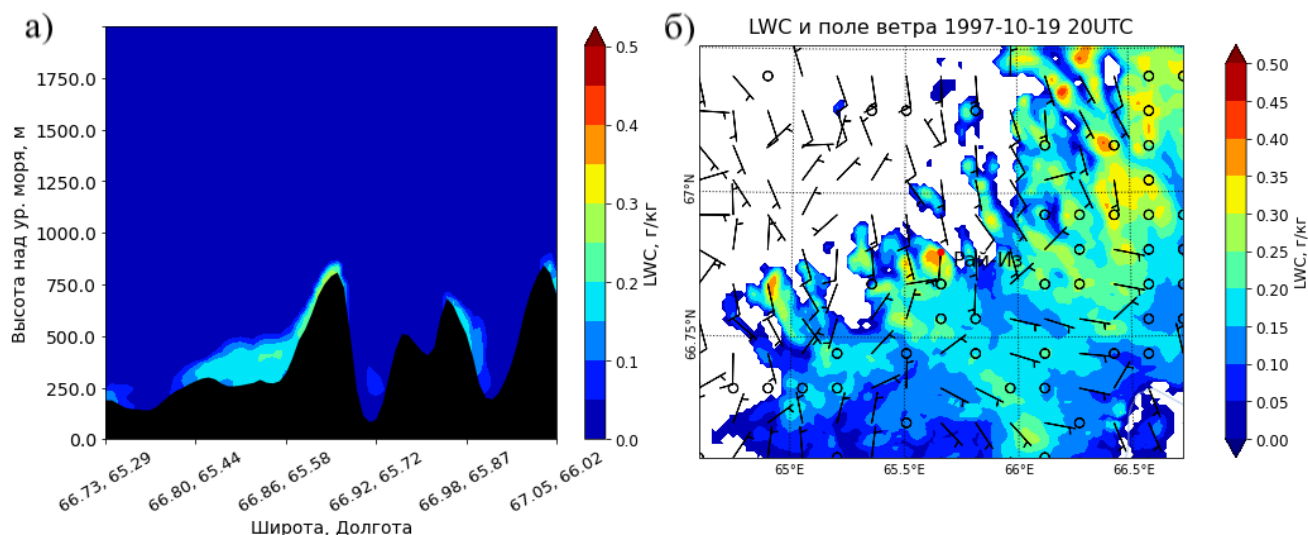 а)
1750.0
1500.0
1250.0
1000.0
750.0
500.0
250.0
0.0
Высота над ур. моря, м
66.73, 65.29
66.80, 65.44
66.86, 65.58
66.92, 65.72
66.98, 65.87
67.05, 66.02
Широта, Долгота
0.5
0.4
0.3
0.2
0.1
0.0
LWC, г/кг
б)
LWC и поле ветра 1997-10-19 20UTC
67°N
66.75°N
Рай-Из
65°E
65.5°E
66°E
66.5°E
0.50
0.45
0.40
0.35
0.30
0.25
0.20
0.15
0.10
0.05
0.00
LWC, г/кг